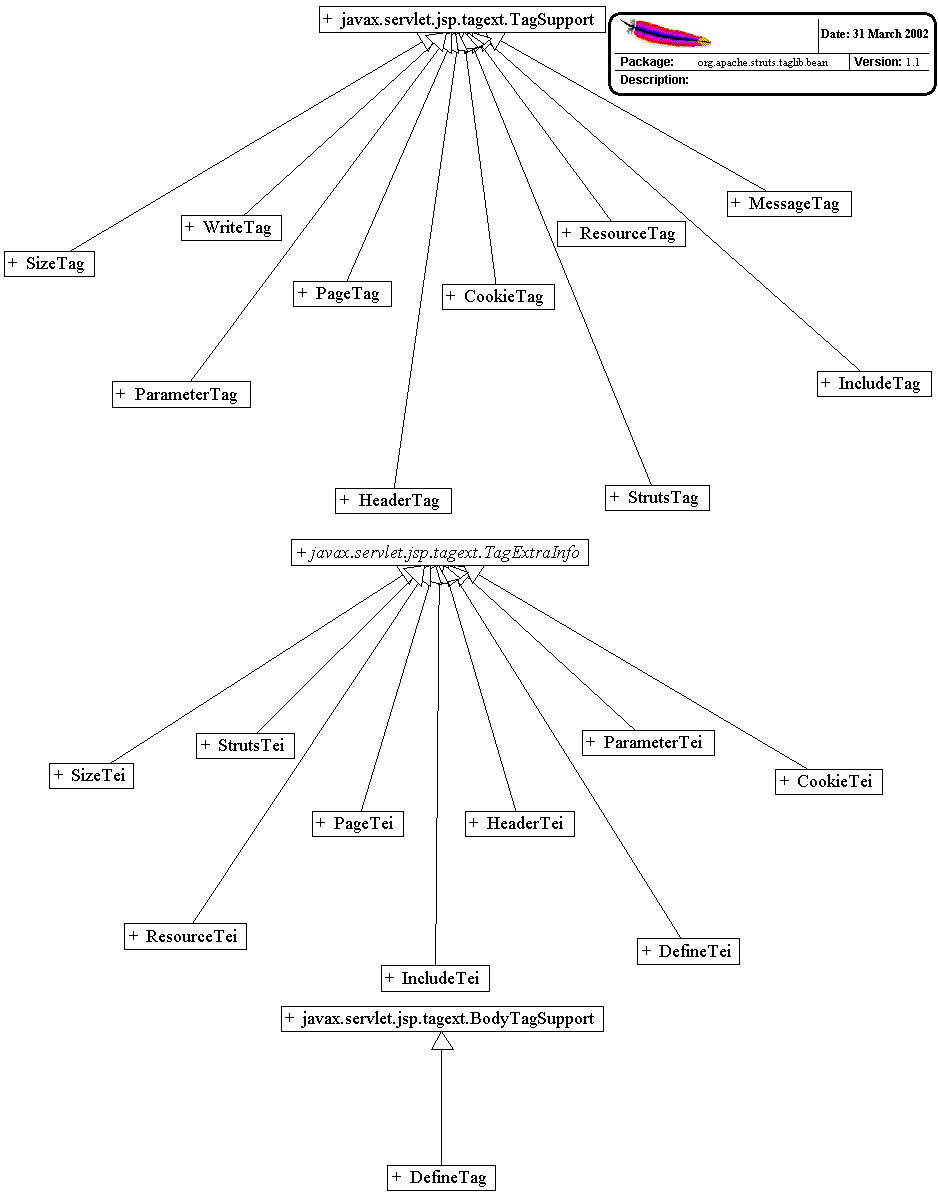 + javax.servlet.jsp.tagext.TagSupport
Date: 31 March 2002
Package: org.apache.struts.taglib.bean Version: 1.1
Description:
+ MessageTag
+ WriteTag
+ ResourceTag
+ SizeTag
+ PageTag
+ CookieTag
+ IncludeTag
+ ParameterTag
+ HeaderTag
+ StrutsTag
+ javax.servlet.jsp.tagext.TagExtraInfo
+ StrutsTei
+ ParameterTei
+ SizeTei
+ CookieTei
+ PageTei
+ HeaderTei
+ ResourceTei
+ DefineTei
+ IncludeTei
+ javax.servlet.jsp.tagext.BodyTagSupport
+ DefineTag